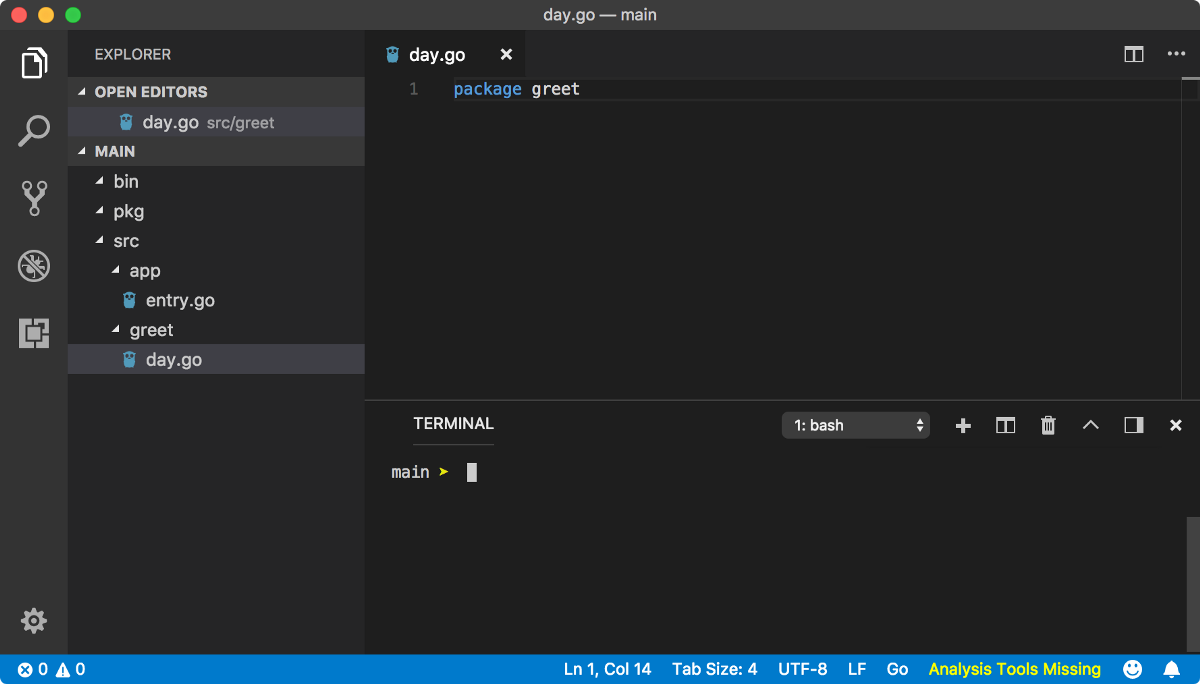 day.go — main
EXPLORER
OPEN EDITORS
day.go src/greet
MAIN
bin
pkg
src
app
entry.go
greet
day.go
day.go
1 package greet
TERMINAL
1: bash
main ➤
0 0
Ln 1, Col 14 Tab Size: 4 UTF-8 LF Go Analysis Tools Missing